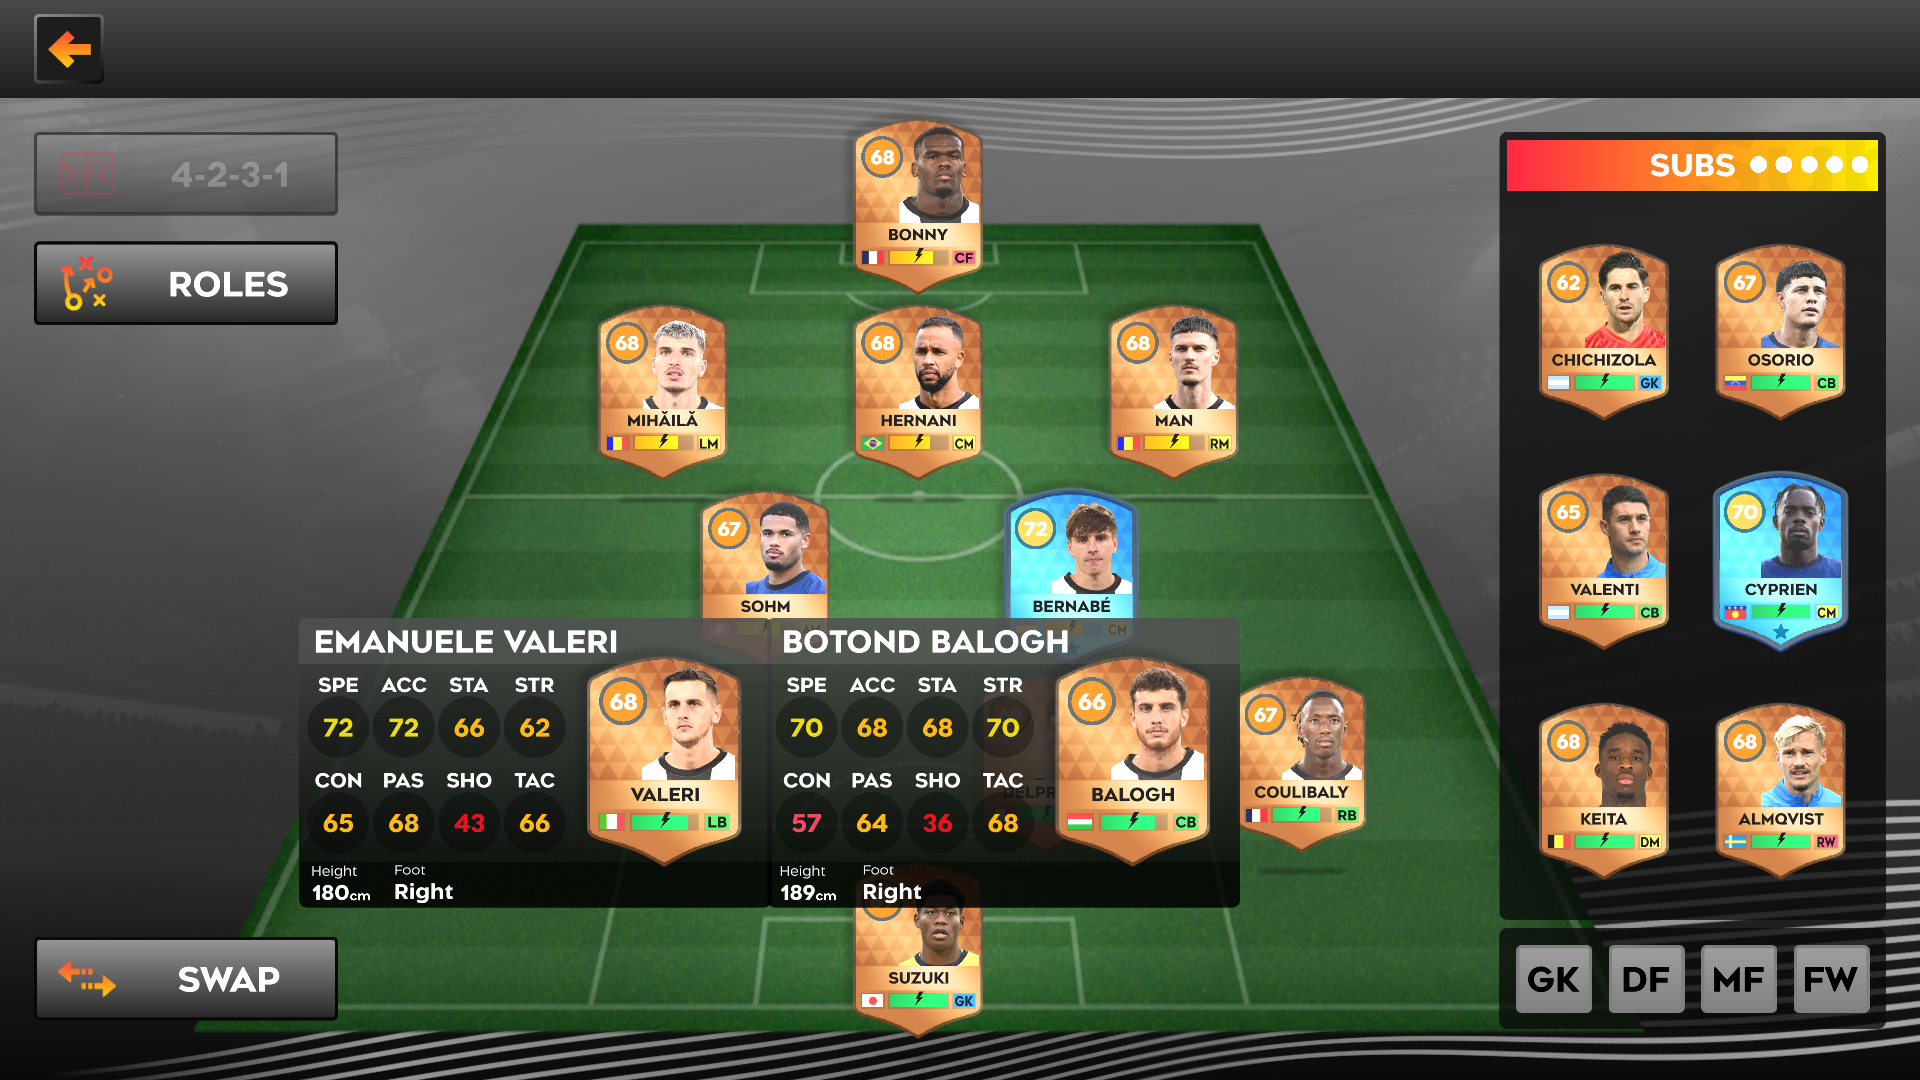 4-2-3-1
ROLES
SUBS
68
BONNY
CF
68
MIHĂILĂ
LM
68
HERNANI
CM
68
MAN
RM
67
SOHM
72
BERNABÉ
CM
EMANUELE VALERI
SPE ACC STA STR
72 72 66 62
CON PAS SHO TAC
65 68 43 66
Height Foot
180cm Right
68
VALERI
LB
BOTOND BALOGH
SPE ACC STA STR
70 68 68 70
CON PAS SHO TAC
57 64 36 68
Height Foot
189cm Right
66
BALOGH
CB
67
COULIBALY
RB
SUZUKI
GK
62
CHICHIZOLA
GK
67
OSORIO
CB
65
VALENTI
CB
70
CYPRIEN
CM
68
KEITA
DM
68
ALMQVIST
RW
SWAP
GK DF MF FW